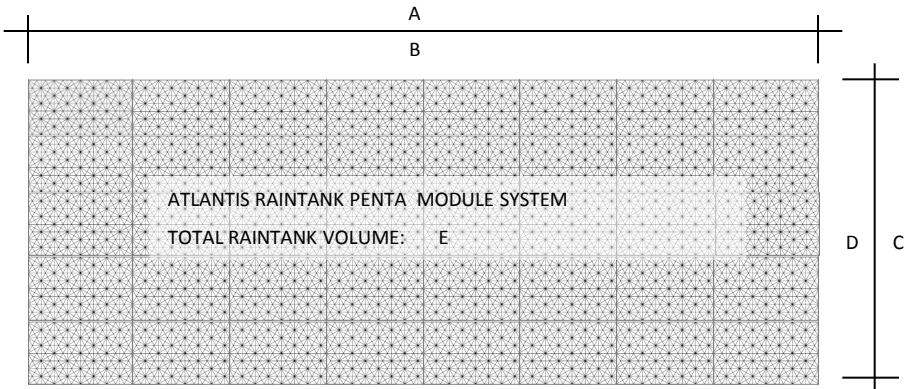 A
B
ATLANTIS RAINTANK PENTA MODULE SYSTEM
TOTAL RAINTANK VOLUME: E
D C